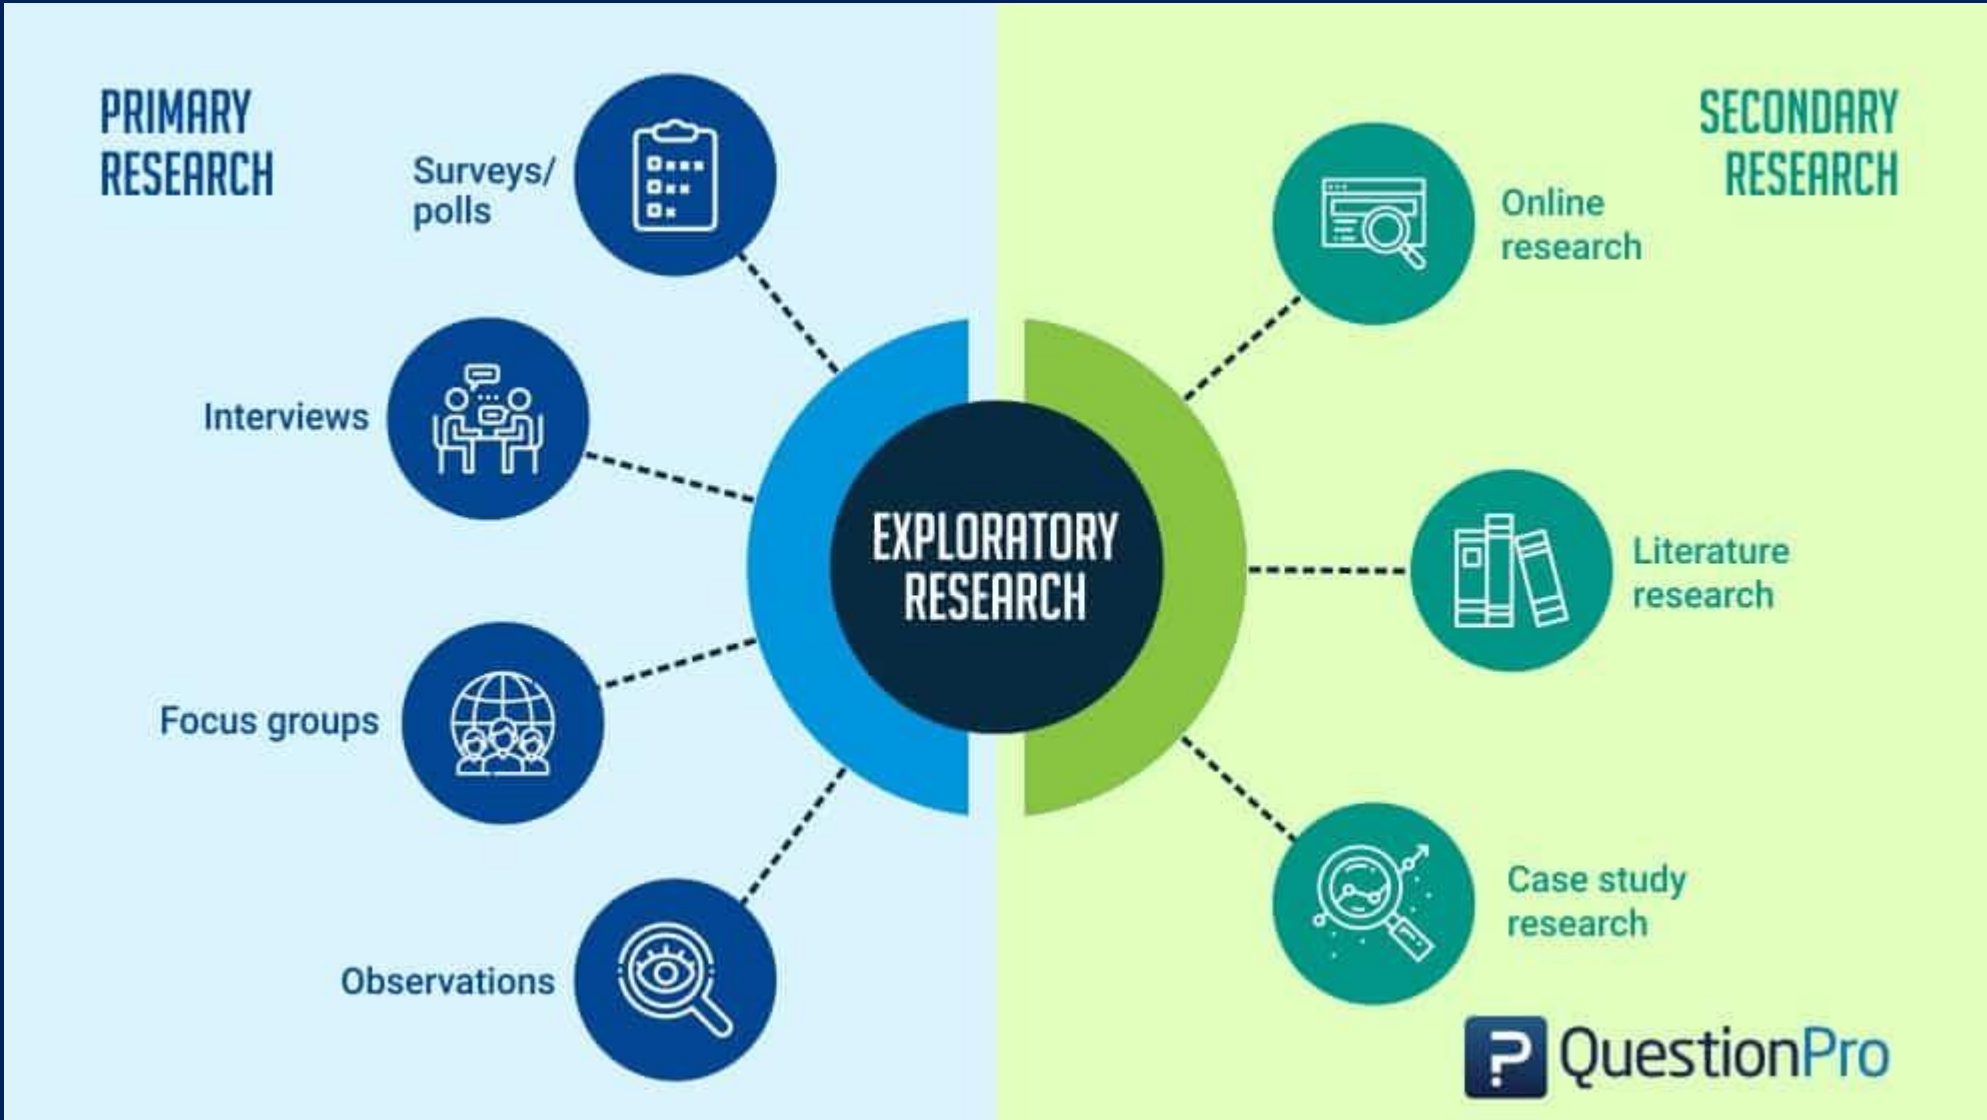 PRIMARY
RESEARCH
Surveys/
polls
Interviews
Focus groups
Observations
EXPLORATORY
RESEARCH
SECONDARY
RESEARCH
Online
research
Literature
research
Case study
research
QuestionPro